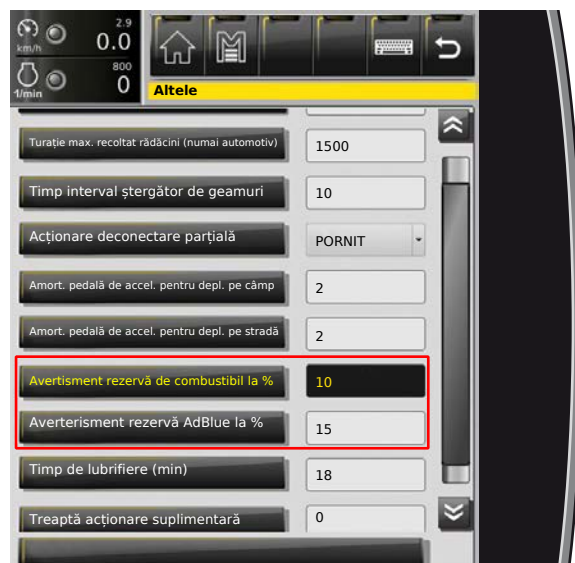 2.9
km/h 0.0
800
1/min 0
Altele
Turație max. recoltat rădăcini (numai automotiv) 1500
Timp interval ștergător de geamuri 10
Acționare deconectare parțială PORNIT
Amort. pedală de accel. pentru depl. pe câmp 2
Amort. pedală de accel. pentru depl. pe stradă 2
Avertisment rezervă de combustibil la % 10
Averterisment rezervă AdBlue la % 15
Timp de lubrifiere (min) 18
Treaptă acționare suplimentară 0